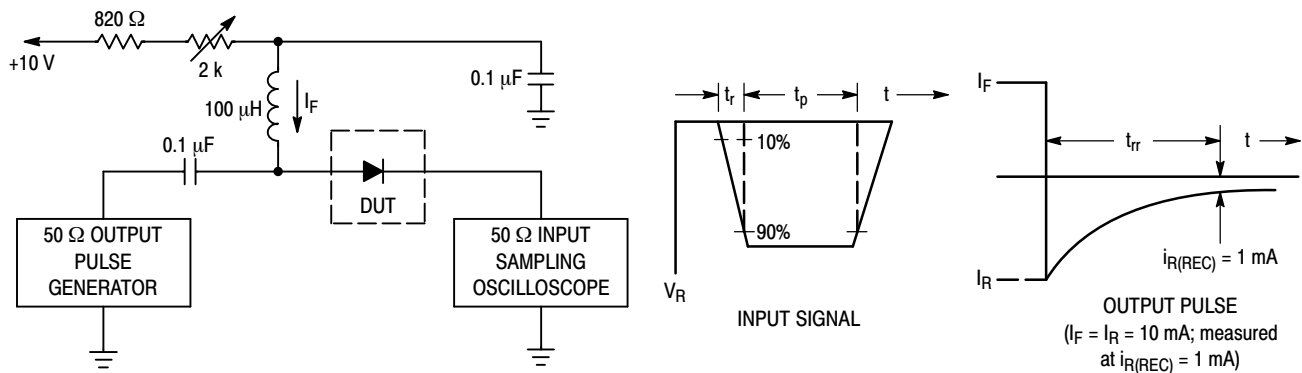 820 Ω
+10 V
2 k
0.1 μF
100 μH
I_F
0.1 μF
DUT
50 Ω OUTPUT
PULSE
GENERATOR
50 Ω INPUT
SAMPLING
OSCILLOSCOPE
t_r
t_p
t
10%
90%
V_R
INPUT SIGNAL
I_F
t_rr
t
i_R(REC) = 1 mA
I_R
OUTPUT PULSE
(I_F = I_R = 10 mA; measured
at i_R(REC) = 1 mA)